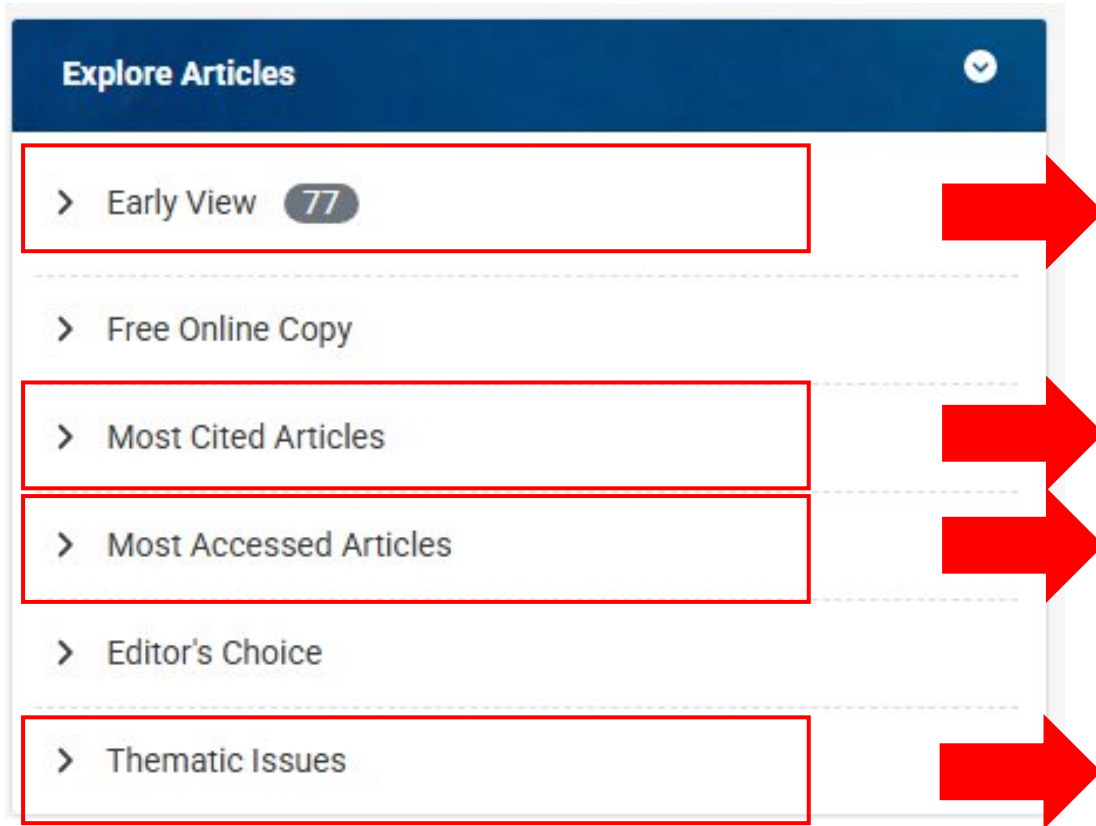 Explore Articles
Early View 77
Free Online Copy
Most Cited Articles
Most Accessed Articles
Editor's Choice
Thematic Issues